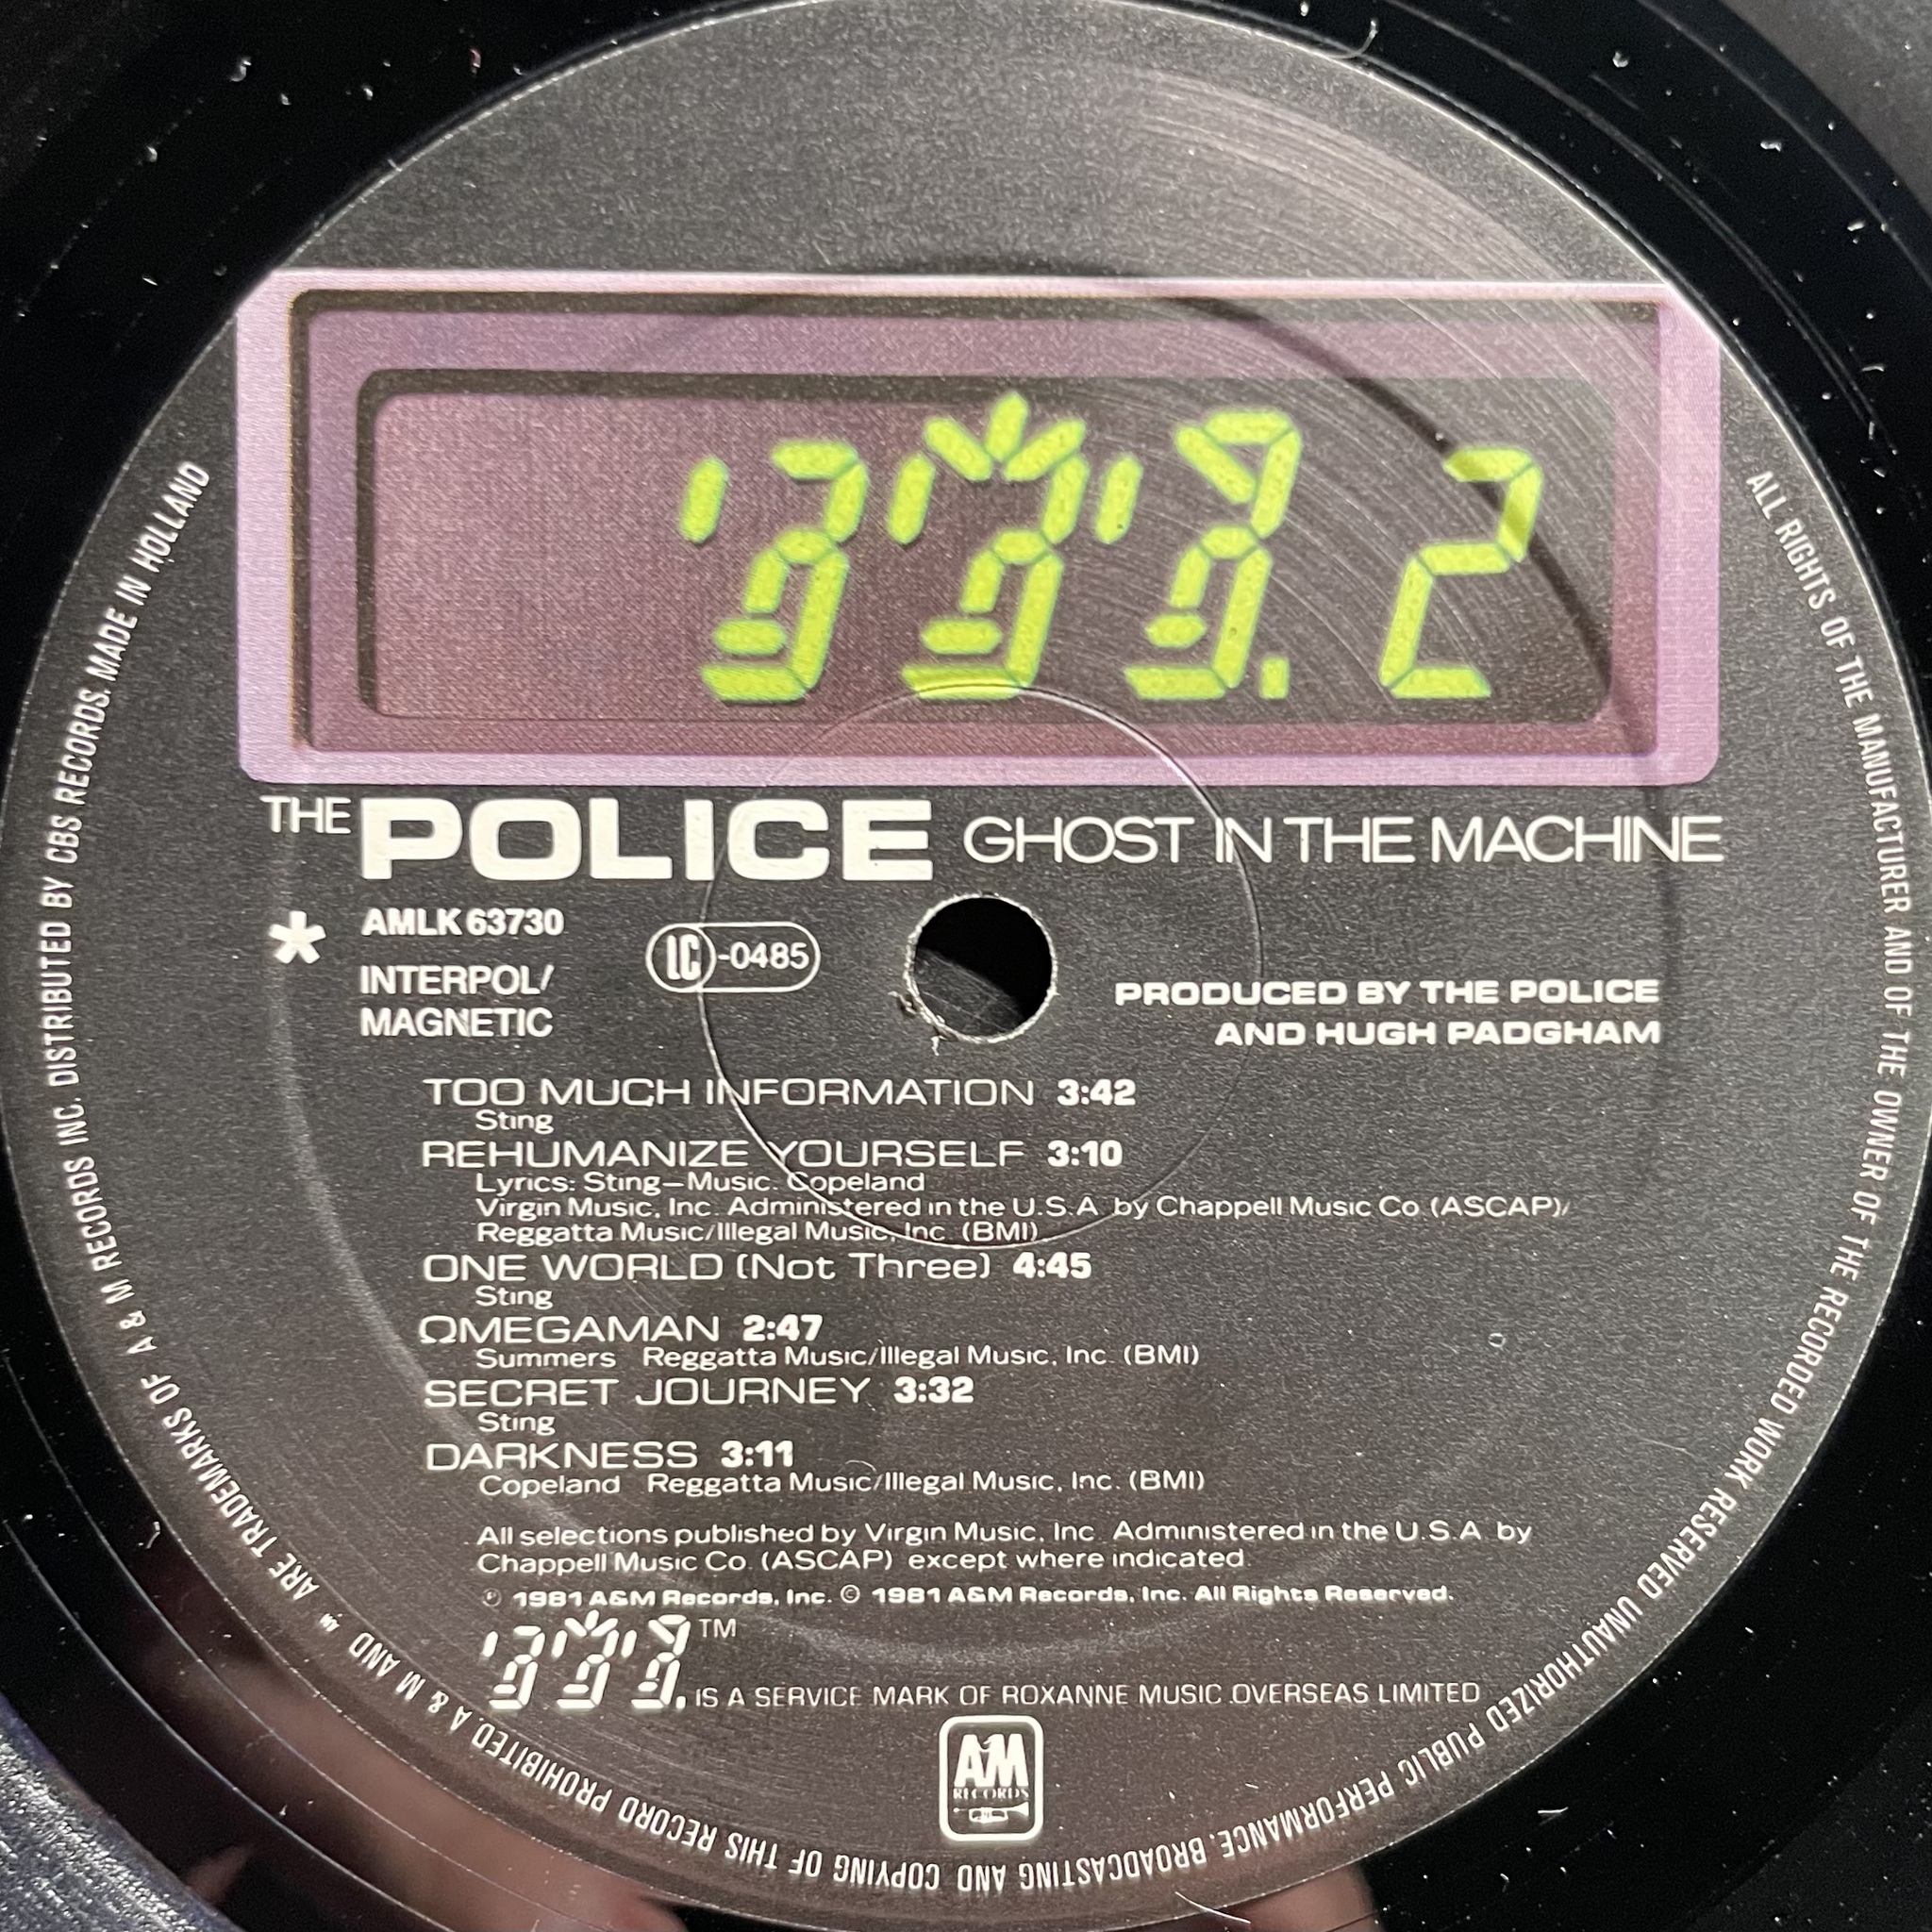 2
THE POLICE GHOST IN THE MACHINE
* AMLK 63730
INTERPOL/
MAGNETIC
LC-0485
PRODUCED BY THE POLICE
AND HUGH PADGHAM
TOO MUCH INFORMATION 3:42
Sting
REHUMANIZE YOURSELF 3:10
Lyrics: Sting—Music. Copeland
Virgin Music, Inc. Administered in the U.S.A by Chappell Music Co (ASCAP)/
Reggatta Music/Illegal Music, Inc. (BMI)
ONE WORLD (Not Three) 4:45
Sting
ΩMEGAMAN 2:47
Summers Reggatta Music/Illegal Music, Inc. (BMI)
SECRET JOURNEY 3:32
Sting
DARKNESS 3:11
Copeland Reggatta Music/Illegal Music, Inc. (BMI)
All selections published by Virgin Music, Inc Administered in the U.S.A. by
Chappell Music Co. (ASCAP) except where indicated.
℗ 1981 A&M Records, Inc. © 1981 A&M Records, Inc. All Rights Reserved.
TM
IS A SERVICE MARK OF ROXANNE MUSIC OVERSEAS LIMITED
A&M
RECORDS
ALL RIGHTS OF THE MANUFACTURER AND OF THE OWNER OF THE RECORDED WORK RESERVED UNAUTHORIZED PUBLIC PERFORMANCE. BROADCASTING AND COPYING OF THIS RECORD PROHIBITED. A & M AND " ARE TRADEMARKS OF A & M RECORDS INC. DISTRIBUTED BY CBS RECORDS. MADE IN HOLLAND